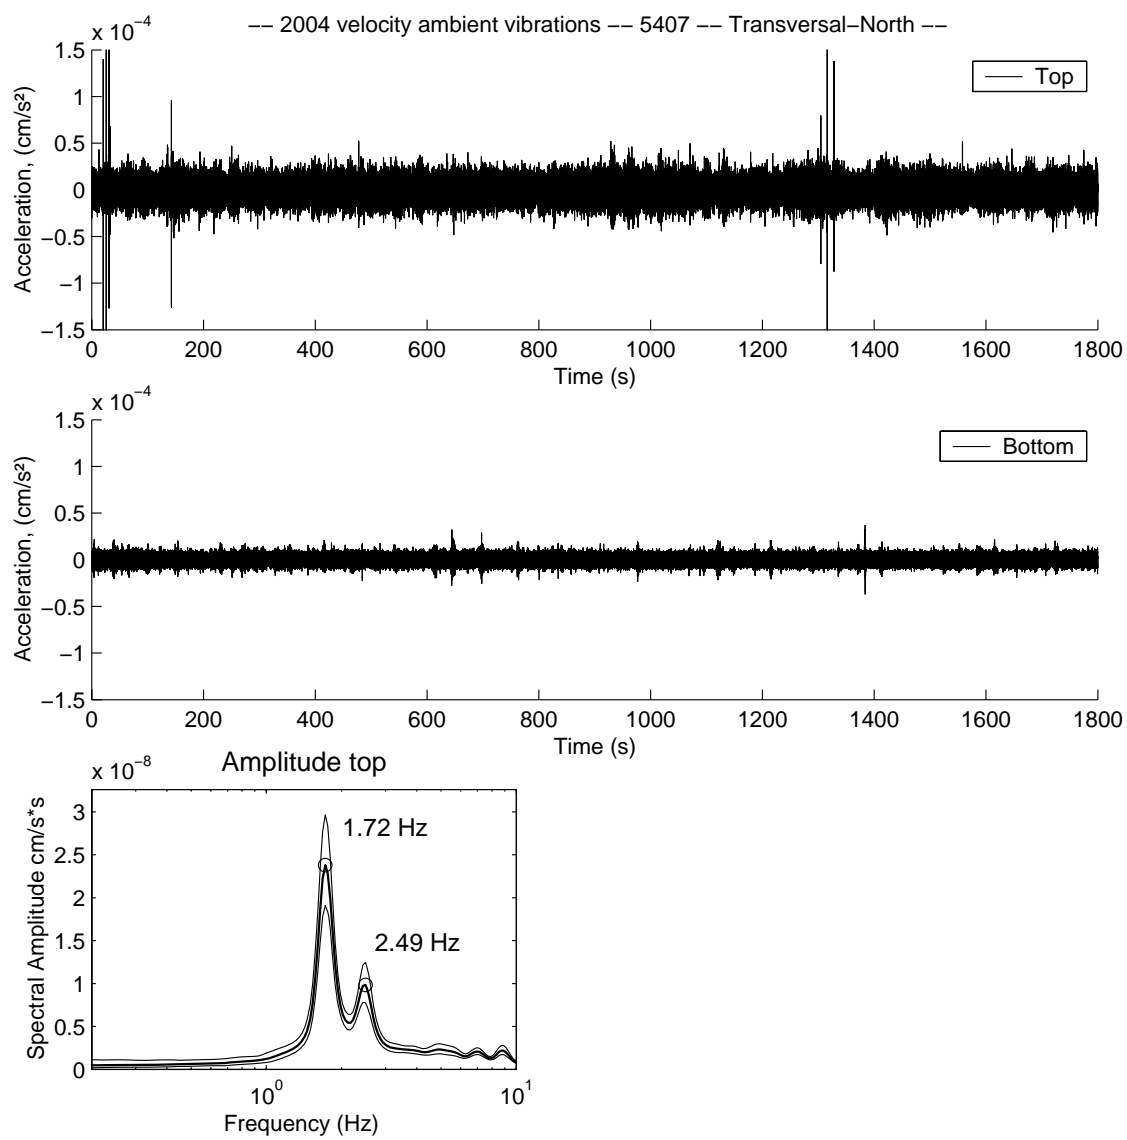 −− 2004 velocity ambient vibrations −− 5407 −− Transversal−North −−
x 10⁻⁴
1.5
1
0.5
0
−0.5
−1
−1.5
Acceleration, (cm/s²)
Top
0 200 400 600 800 1000 1200 1400 1600 1800
Time (s)
x 10⁻⁴
1.5
1
0.5
0
−0.5
−1
−1.5
Acceleration, (cm/s²)
Bottom
0 200 400 600 800 1000 1200 1400 1600 1800
Time (s)
Amplitude top
x 10⁻⁸
3
2.5
2
1.5
1
0.5
0
Spectral Amplitude cm/s*s
1.72 Hz
2.49 Hz
10⁰ 10¹
Frequency (Hz)